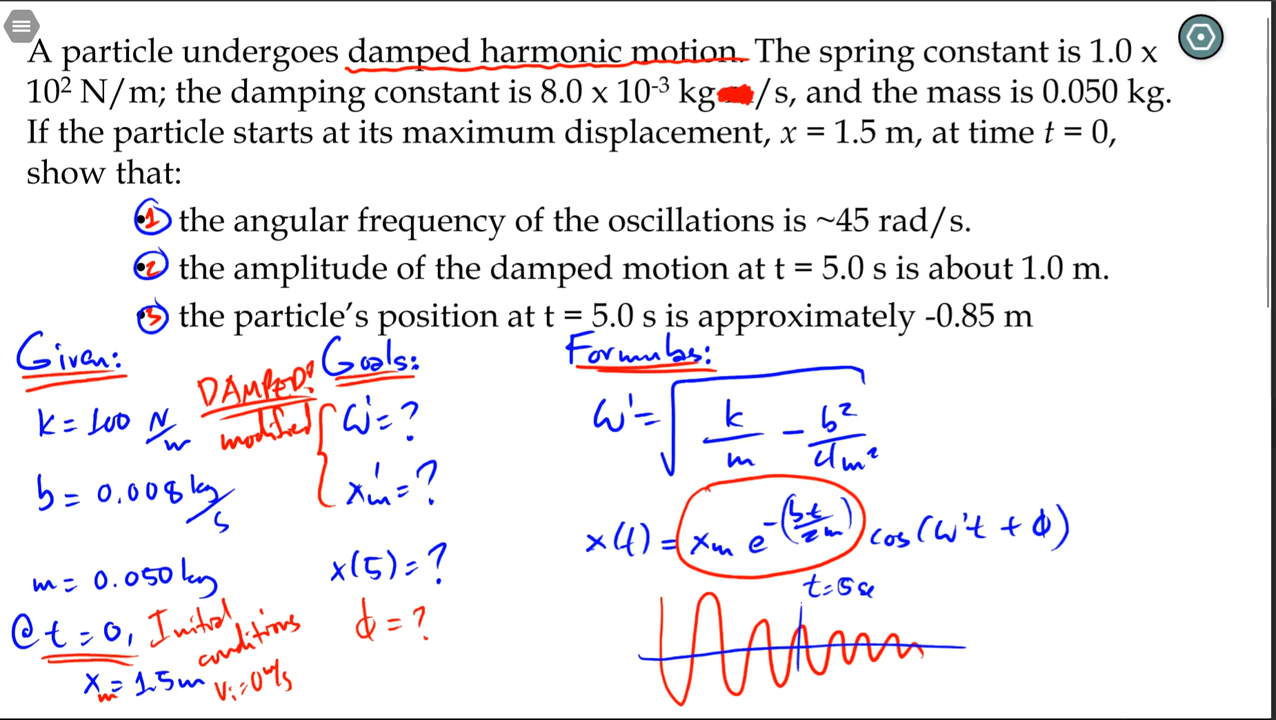 A particle undergoes damped harmonic motion. The spring constant is 1.0 x
10² N/m; the damping constant is 8.0 x 10⁻³ kg /s, and the mass is 0.050 kg.
If the particle starts at its maximum displacement, x = 1.5 m, at time t = 0,
show that:
1 the angular frequency of the oscillations is ~45 rad/s.
2 the amplitude of the damped motion at t = 5.0 s is about 1.0 m.
3 the particle's position at t = 5.0 s is approximately -0.85 m
Given:
k = 100 N/m
b = 0.008 kg/s
m = 0.050 kg
@ t = 0, Initial conditions
xₘ = 1.5m vᵢ = 0 m/s
DAMPED!
modified
Goals:
ω' = ?
xₘ' = ?
x(5) = ?
ϕ = ?
Formulas:
ω' = √(k/m - b²/4m²)
x(t) = xₘ e^-(bt/2m) cos(ω't + ϕ)
t = 5 se